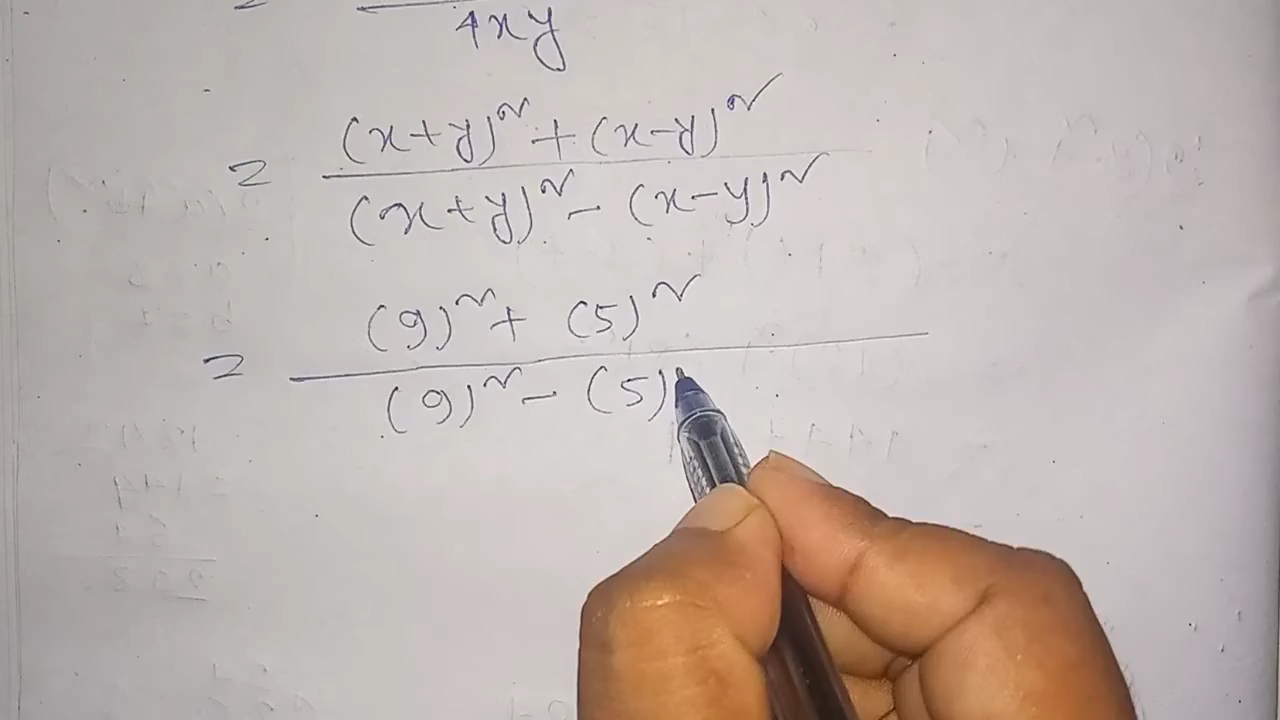 = 4xy
= (x+y)² + (x-y)² / (x+y)² - (x-y)²
= (9)² + (5)² / (9)² - (5)